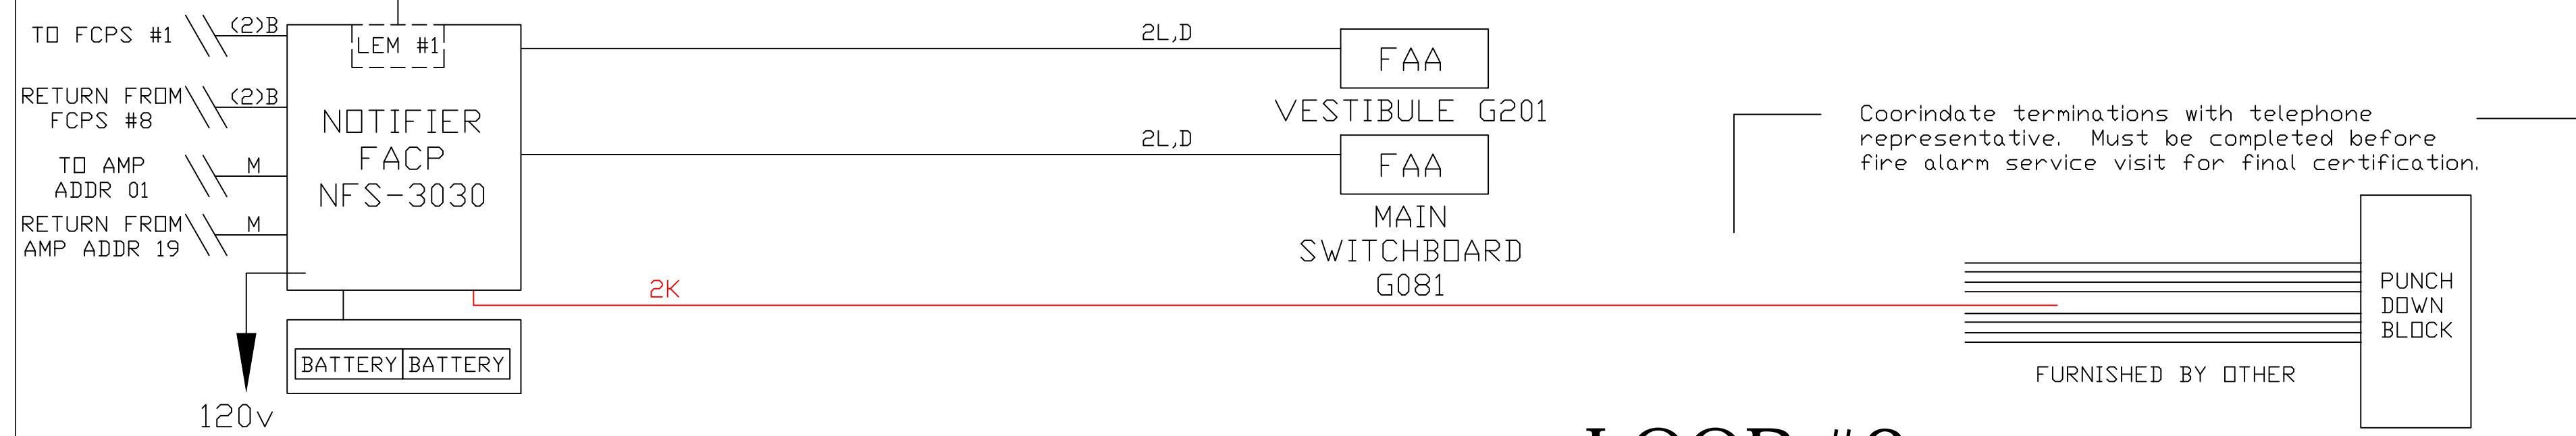 TO FCPS #1
(2)B
RETURN FROM
FCPS #8
(2)B
TO AMP
ADDR 01
M
RETURN FROM
AMP ADDR 19
M
LEM #1
NOTIFIER
FACP
NFS-3030
120v
BATTERY
BATTERY
2L,D
FAA
VESTIBULE G201
2L,D
FAA
MAIN
SWITCHBOARD
G081
2K
Coorindate terminations with telephone
representative. Must be completed before
fire alarm service visit for final certification.
PUNCH
DOWN
BLOCK
FURNISHED BY OTHER